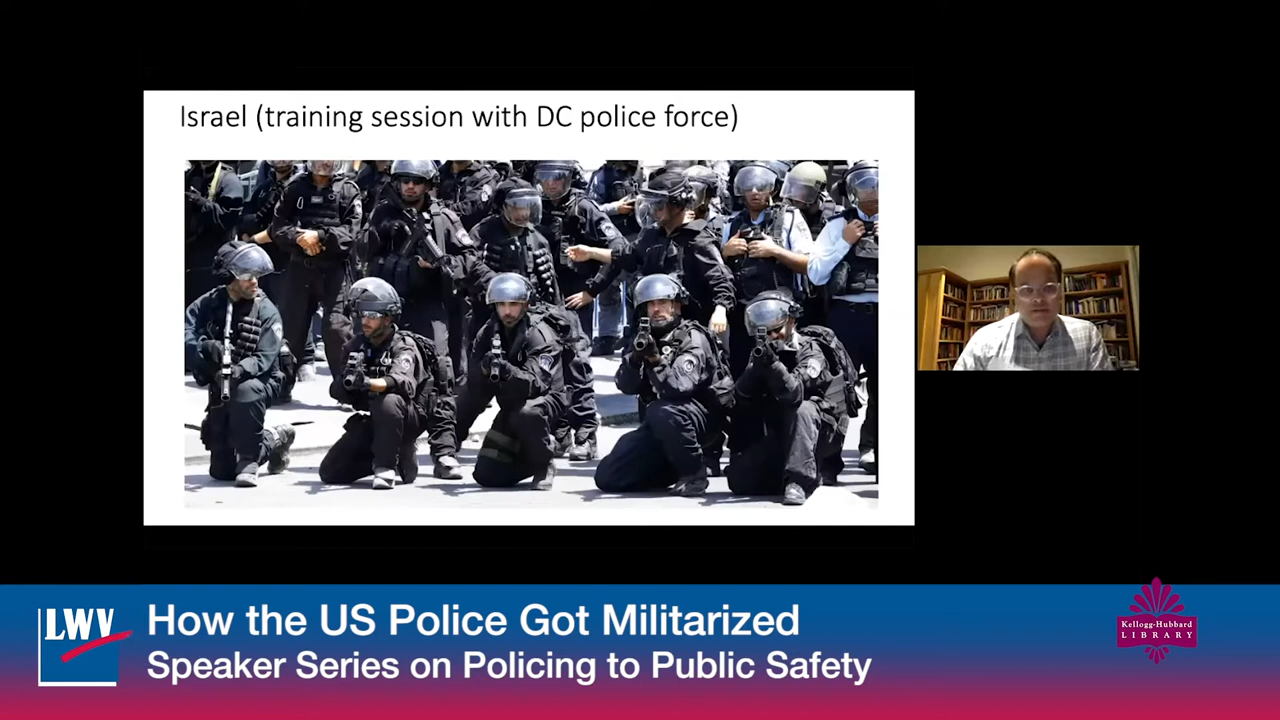 Israel (training session with DC police force)
LWV
How the US Police Got Militarized
Speaker Series on Policing to Public Safety
Kellogg-Hubbard
LIBRARY